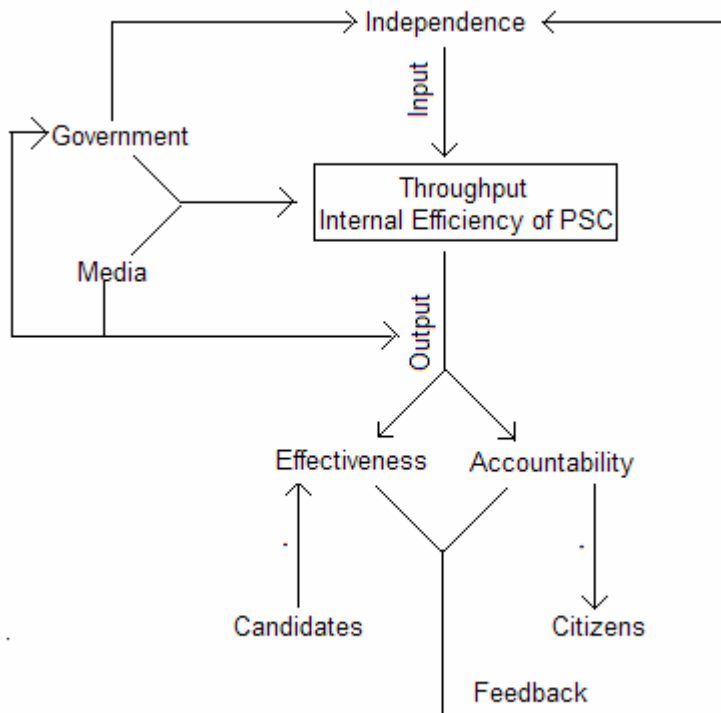 Independence
Input
Government
Throughput
Internal Efficiency of PSC
Media
Output
Effectiveness
Accountability
Candidates
Citizens
Feedback